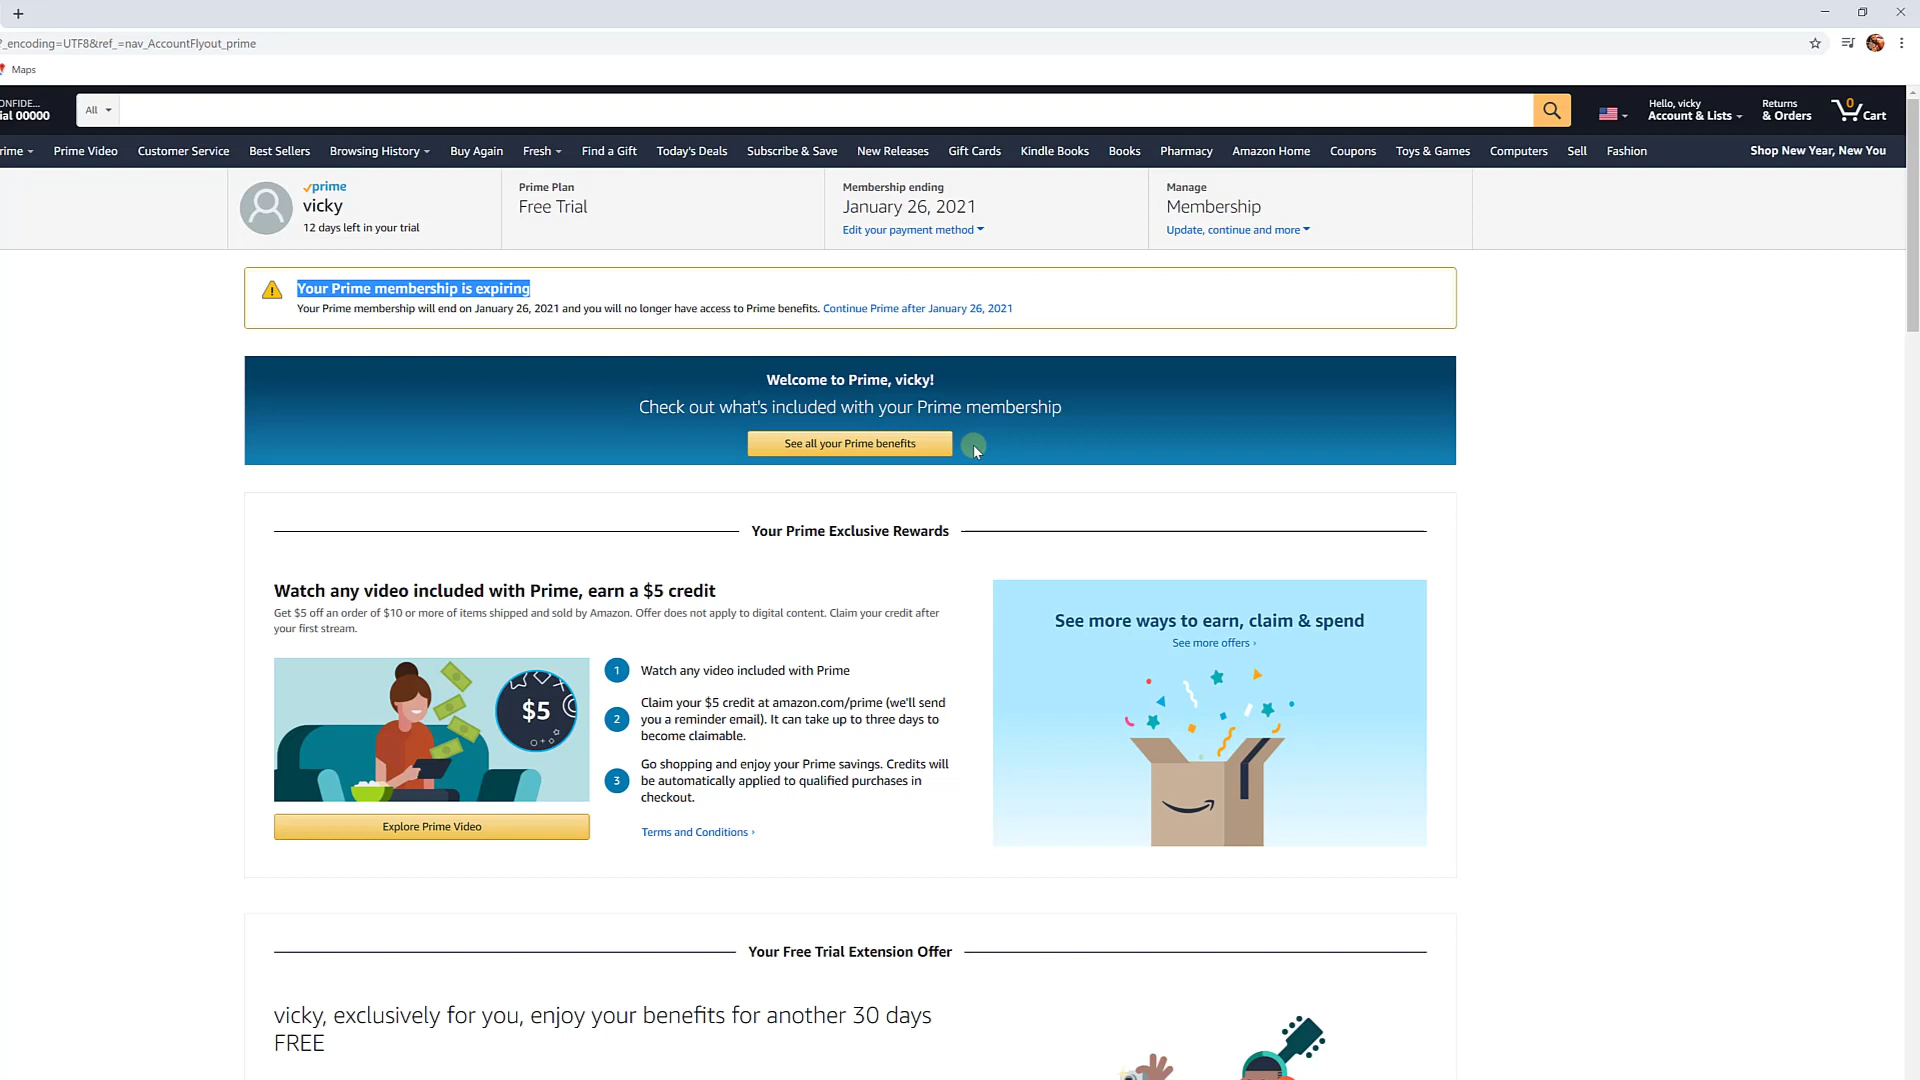 ?_encoding=UTF8&ref_=nav_AccountFlyout_prime
Maps
ONFIDE...
ial 00000
All
Hello, vicky
Account & Lists
Returns
& Orders
0
Cart
rime
Prime Video
Customer Service
Best Sellers
Browsing History
Buy Again
Fresh
Find a Gift
Today's Deals
Subscribe & Save
New Releases
Gift Cards
Kindle Books
Books
Pharmacy
Amazon Home
Coupons
Toys & Games
Computers
Sell
Fashion
Shop New Year, New You
prime
vicky
12 days left in your trial
Prime Plan
Free Trial
Membership ending
January 26, 2021
Edit your payment method
Manage
Membership
Update, continue and more
Your Prime membership is expiring
Your Prime membership will end on January 26, 2021 and you will no longer have access to Prime benefits. Continue Prime after January 26, 2021
Welcome to Prime, vicky!
Check out what's included with your Prime membership
See all your Prime benefits
Your Prime Exclusive Rewards
Watch any video included with Prime, earn a $5 credit
Get $5 off an order of $10 or more of items shipped and sold by Amazon. Offer does not apply to digital content. Claim your credit after
your first stream.
$5
Explore Prime Video
1 Watch any video included with Prime
2 Claim your $5 credit at amazon.com/prime (we'll send
you a reminder email). It can take up to three days to
become claimable.
3 Go shopping and enjoy your Prime savings. Credits will
be automatically applied to qualified purchases in
checkout.
Terms and Conditions ›
See more ways to earn, claim & spend
See more offers ›
Your Free Trial Extension Offer
vicky, exclusively for you, enjoy your benefits for another 30 days
FREE